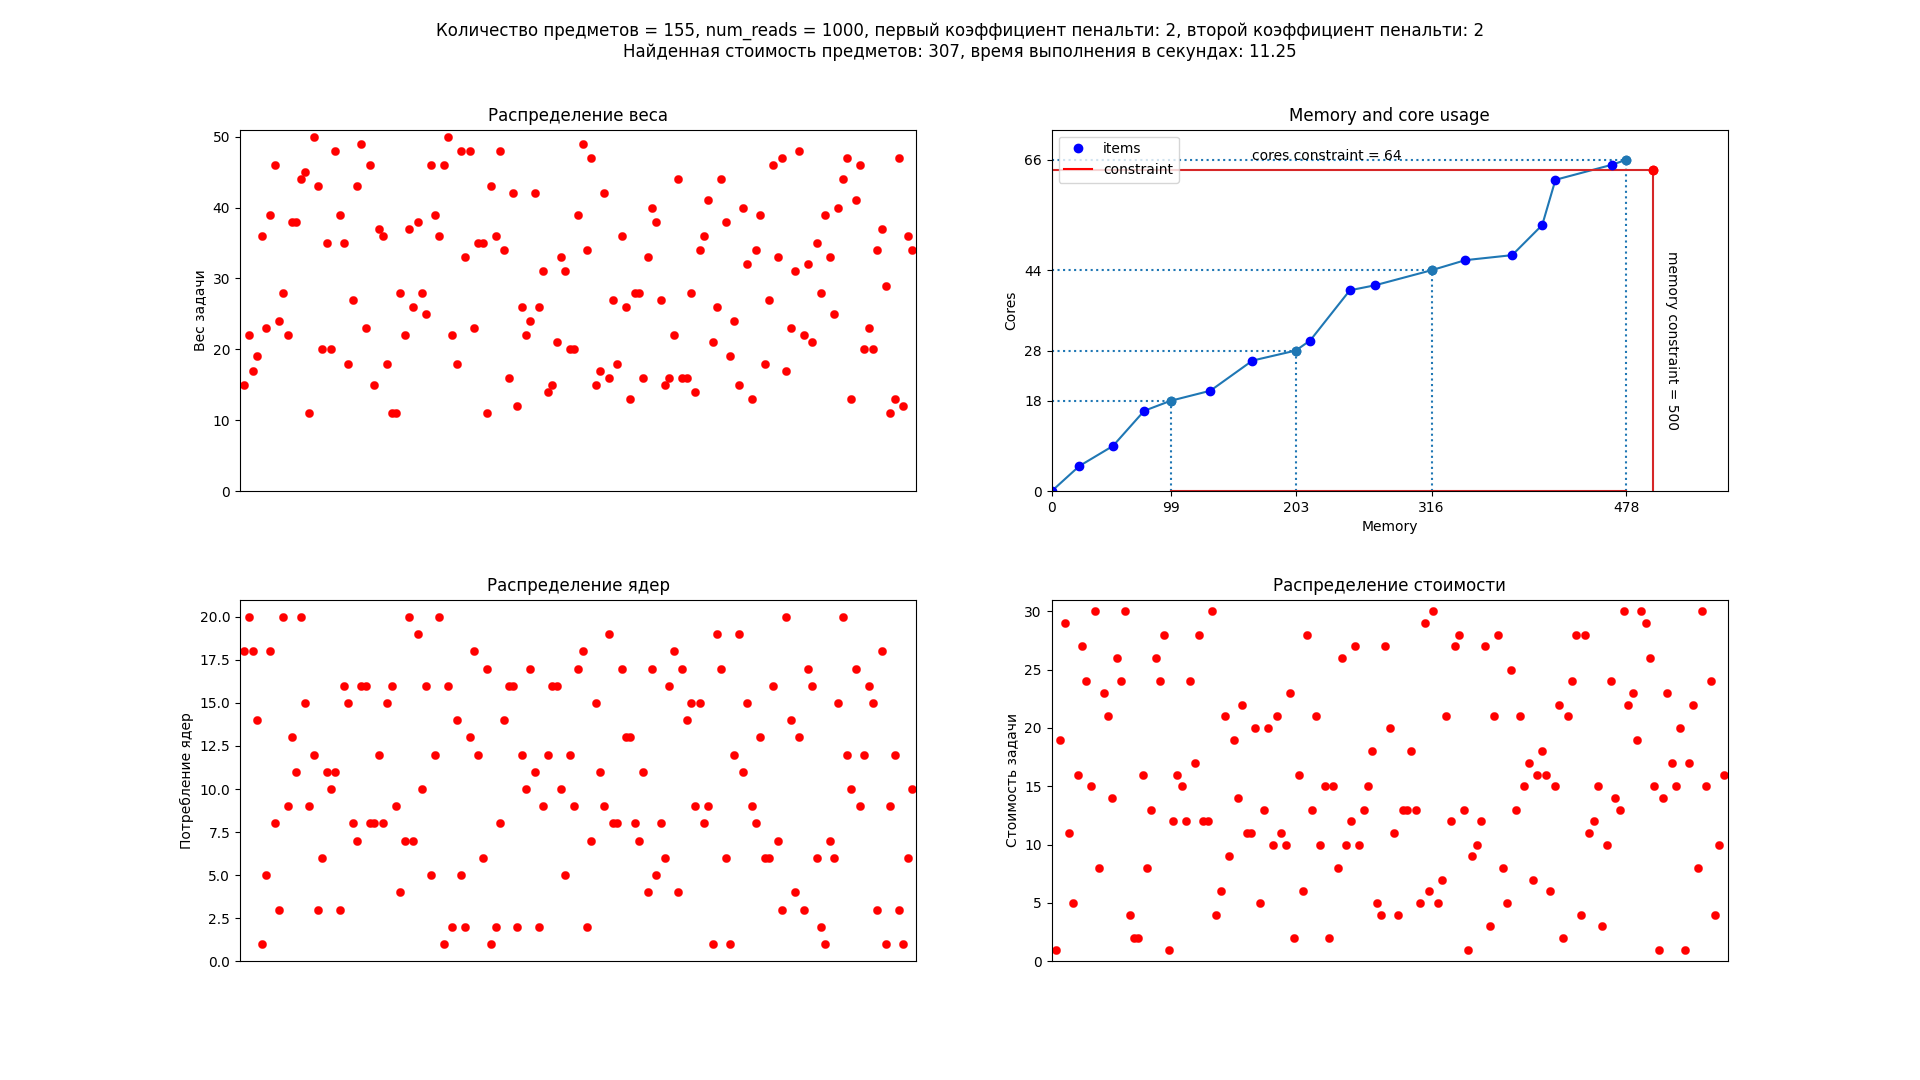 Количество предметов = 155, num_reads = 1000, первый коэффициент пенальти: 2, второй коэффициент пенальти: 2
Найденная стоимость предметов: 307, время выполнения в секундах: 11.25
Распределение веса
Вес задачи
50
40
30
20
10
0
Memory and core usage
items
constraint
cores constraint = 64
memory constraint = 500
Cores
66
44
28
18
0
0 99 203 316 478
Memory
Распределение ядер
Потребление ядер
20.0
17.5
15.0
12.5
10.0
7.5
5.0
2.5
0.0
Распределение стоимости
Стоимость задачи
30
25
20
15
10
5
0